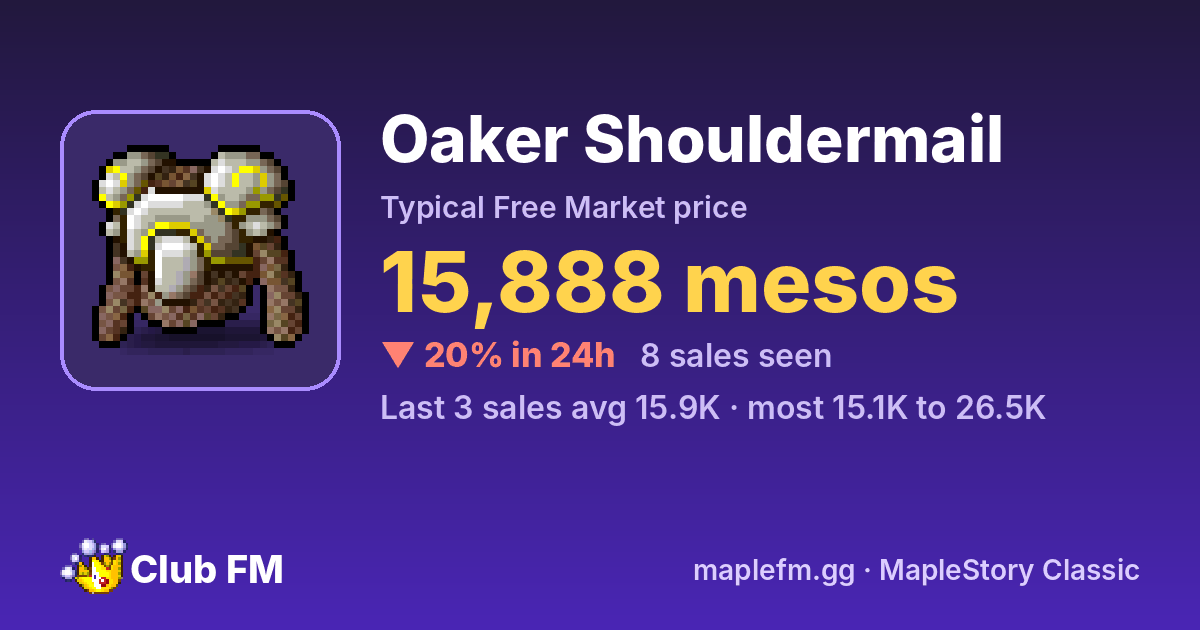 Oaker Shouldermail
Typical Free Market price
15,888 mesos
▼ 20% in 24h 8 sales seen
Last 3 sales avg 15.9K · most 15.1K to 26.5K
Club FM
maplefm.gg · MapleStory Classic